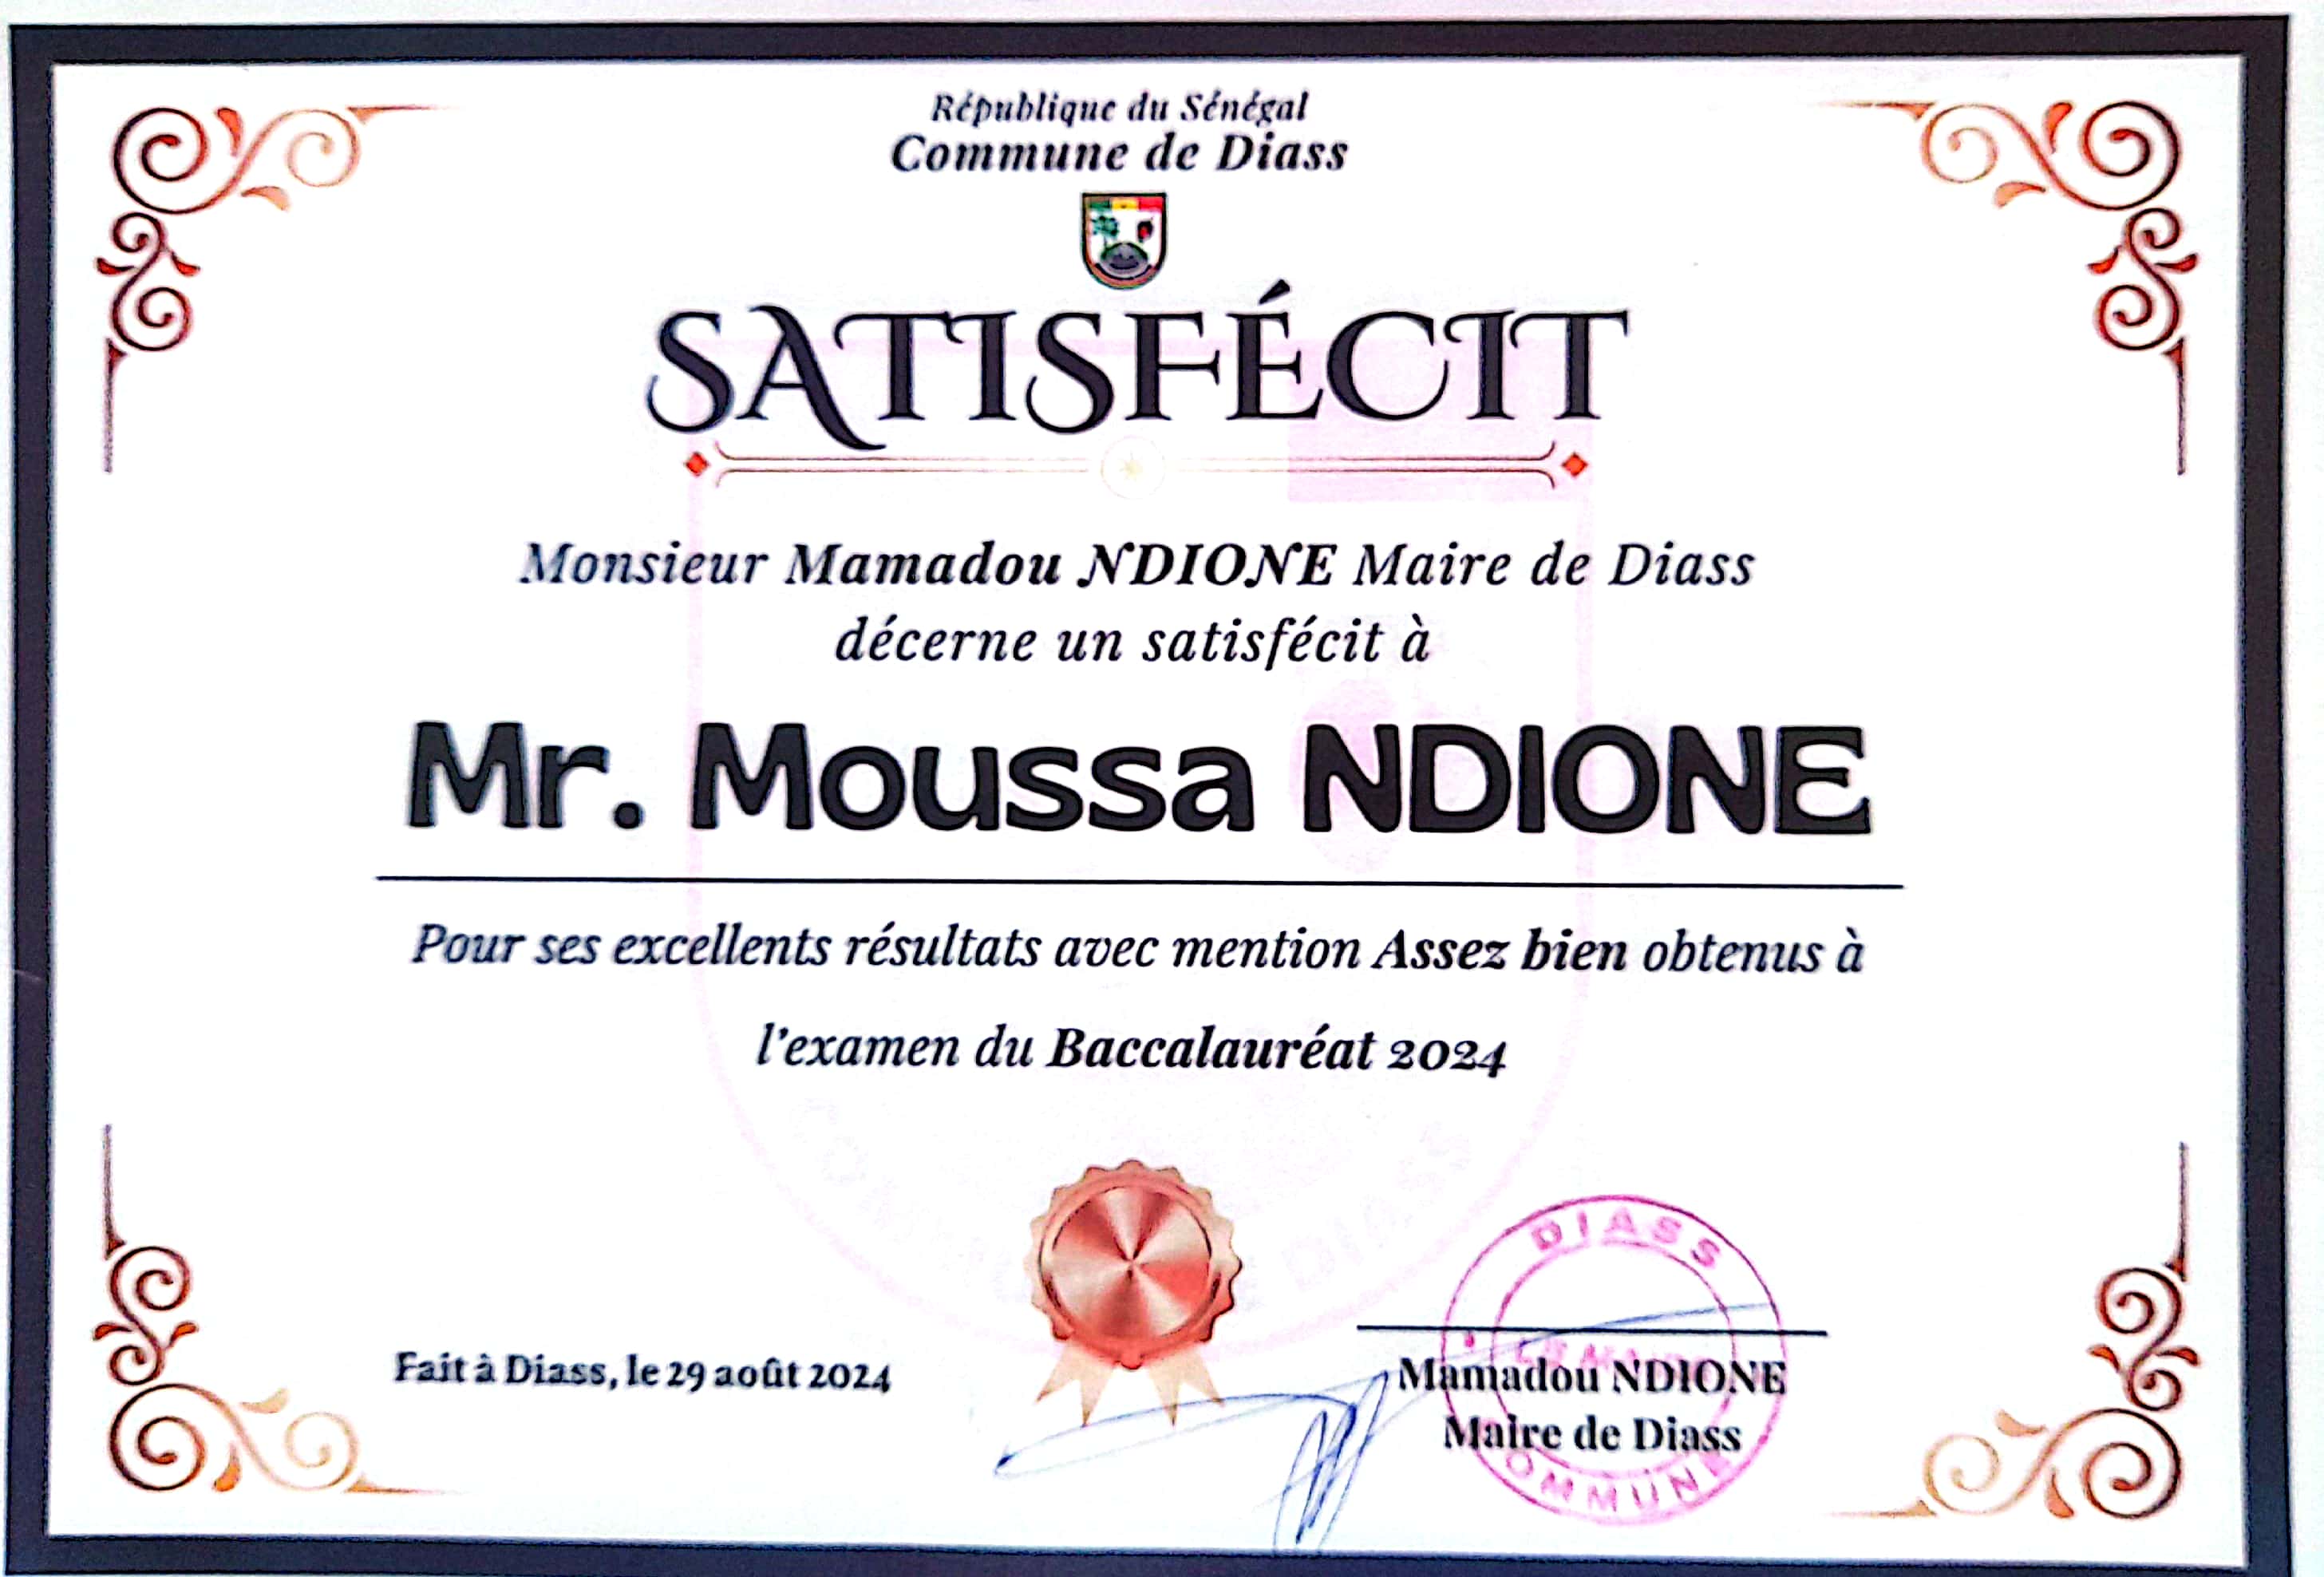 République du Sénégal
Commune de Diass
SATISFÉCIT
Monsieur Mamadou NDIONE Maire de Diass
décerne un satisfécit à
Mr. Moussa NDIONE
Pour ses excellents résultats avec mention Assez bien obtenus à
l'examen du Baccalauréat 2024
Fait à Diass, le 29 août 2024
DIASS
Mamadou NDIONE
Maire de Diass
COMMUNE